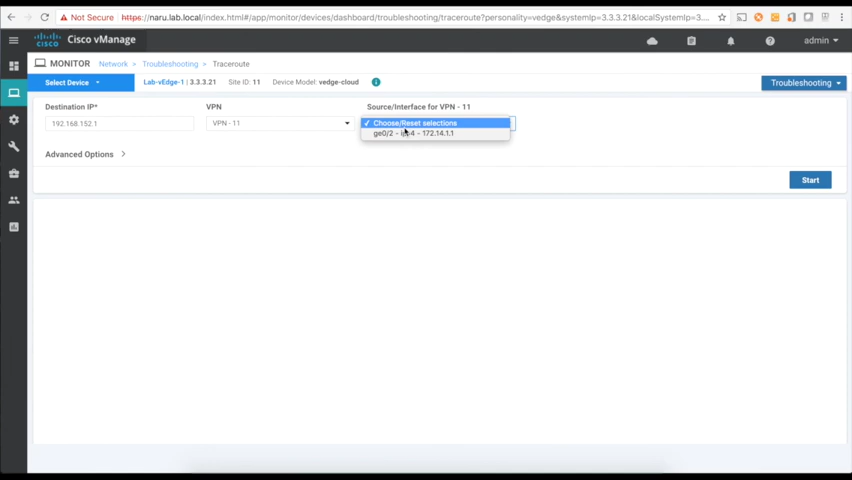 Not Secure https://naru.lab.local/index.html#/app/monitor/devices/dashboard/troubleshooting/traceroute?personality=vedge&systemIp=3.3.3.21&localSystemIp=3....
CISCO Cisco vManage admin
MONITOR Network > Troubleshooting > Traceroute
Select Device Lab-vEdge-1 | 3.3.3.21 Site ID: 11 Device Model: vedge-cloud Troubleshooting
Destination IP* VPN Source/Interface for VPN - 11
192.168.152.1 VPN - 11 ✓ Choose/Reset selections
ge0/2 - ipv4 - 172.14.1.1
Advanced Options >
Start